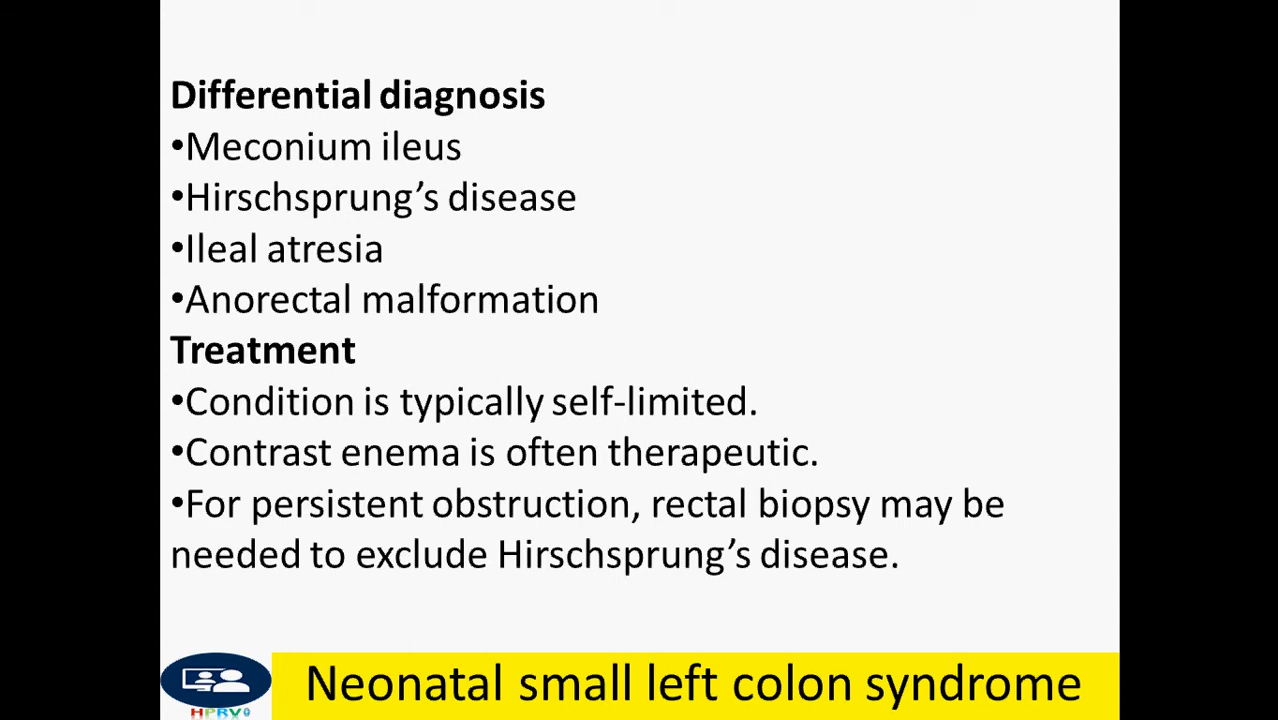 Differential diagnosis
•Meconium ileus
•Hirschsprung’s disease
•Ileal atresia
•Anorectal malformation
Treatment
•Condition is typically self-limited.
•Contrast enema is often therapeutic.
•For persistent obstruction, rectal biopsy may be
needed to exclude Hirschsprung’s disease.
Neonatal small left colon syndrome
HPRV